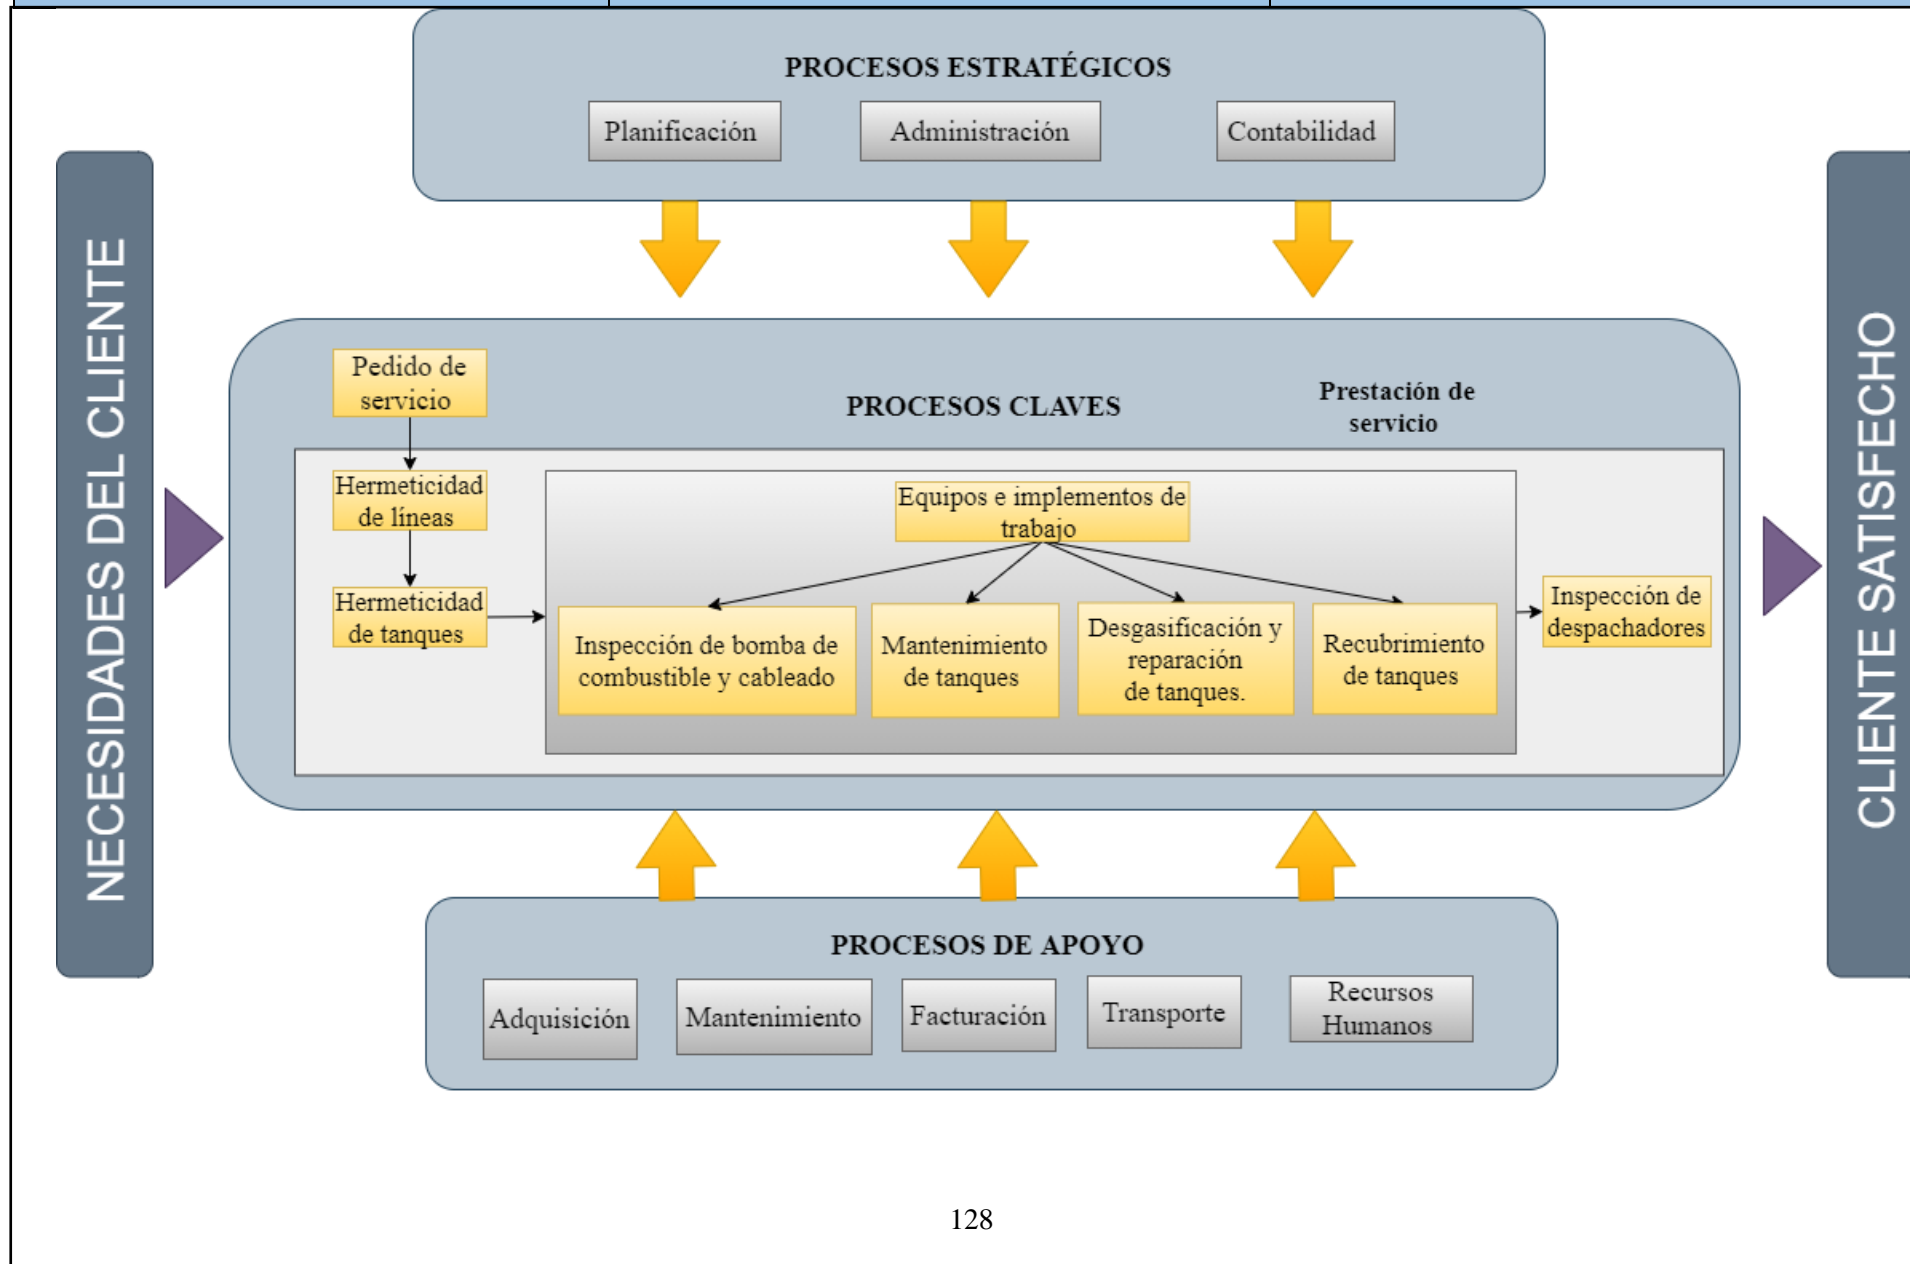 PROCESOS ESTRATÉGICOS
Planificación
Administración
Contabilidad
NECESIDADES DEL CLIENTE
Pedido de
servicio
PROCESOS CLAVES
Prestación de
servicio
Hermeticidad
de líneas
Hermeticidad
de tanques
Equipos e implementos de
trabajo
Inspección de bomba de
combustible y cableado
Mantenimiento
de tanques
Desgasificación y
reparación
de tanques.
Recubrimiento
de tanques
Inspección de
despachadores
CLIENTE SATISFECHO
PROCESOS DE APOYO
Adquisición
Mantenimiento
Facturación
Transporte
Recursos
Humanos
128